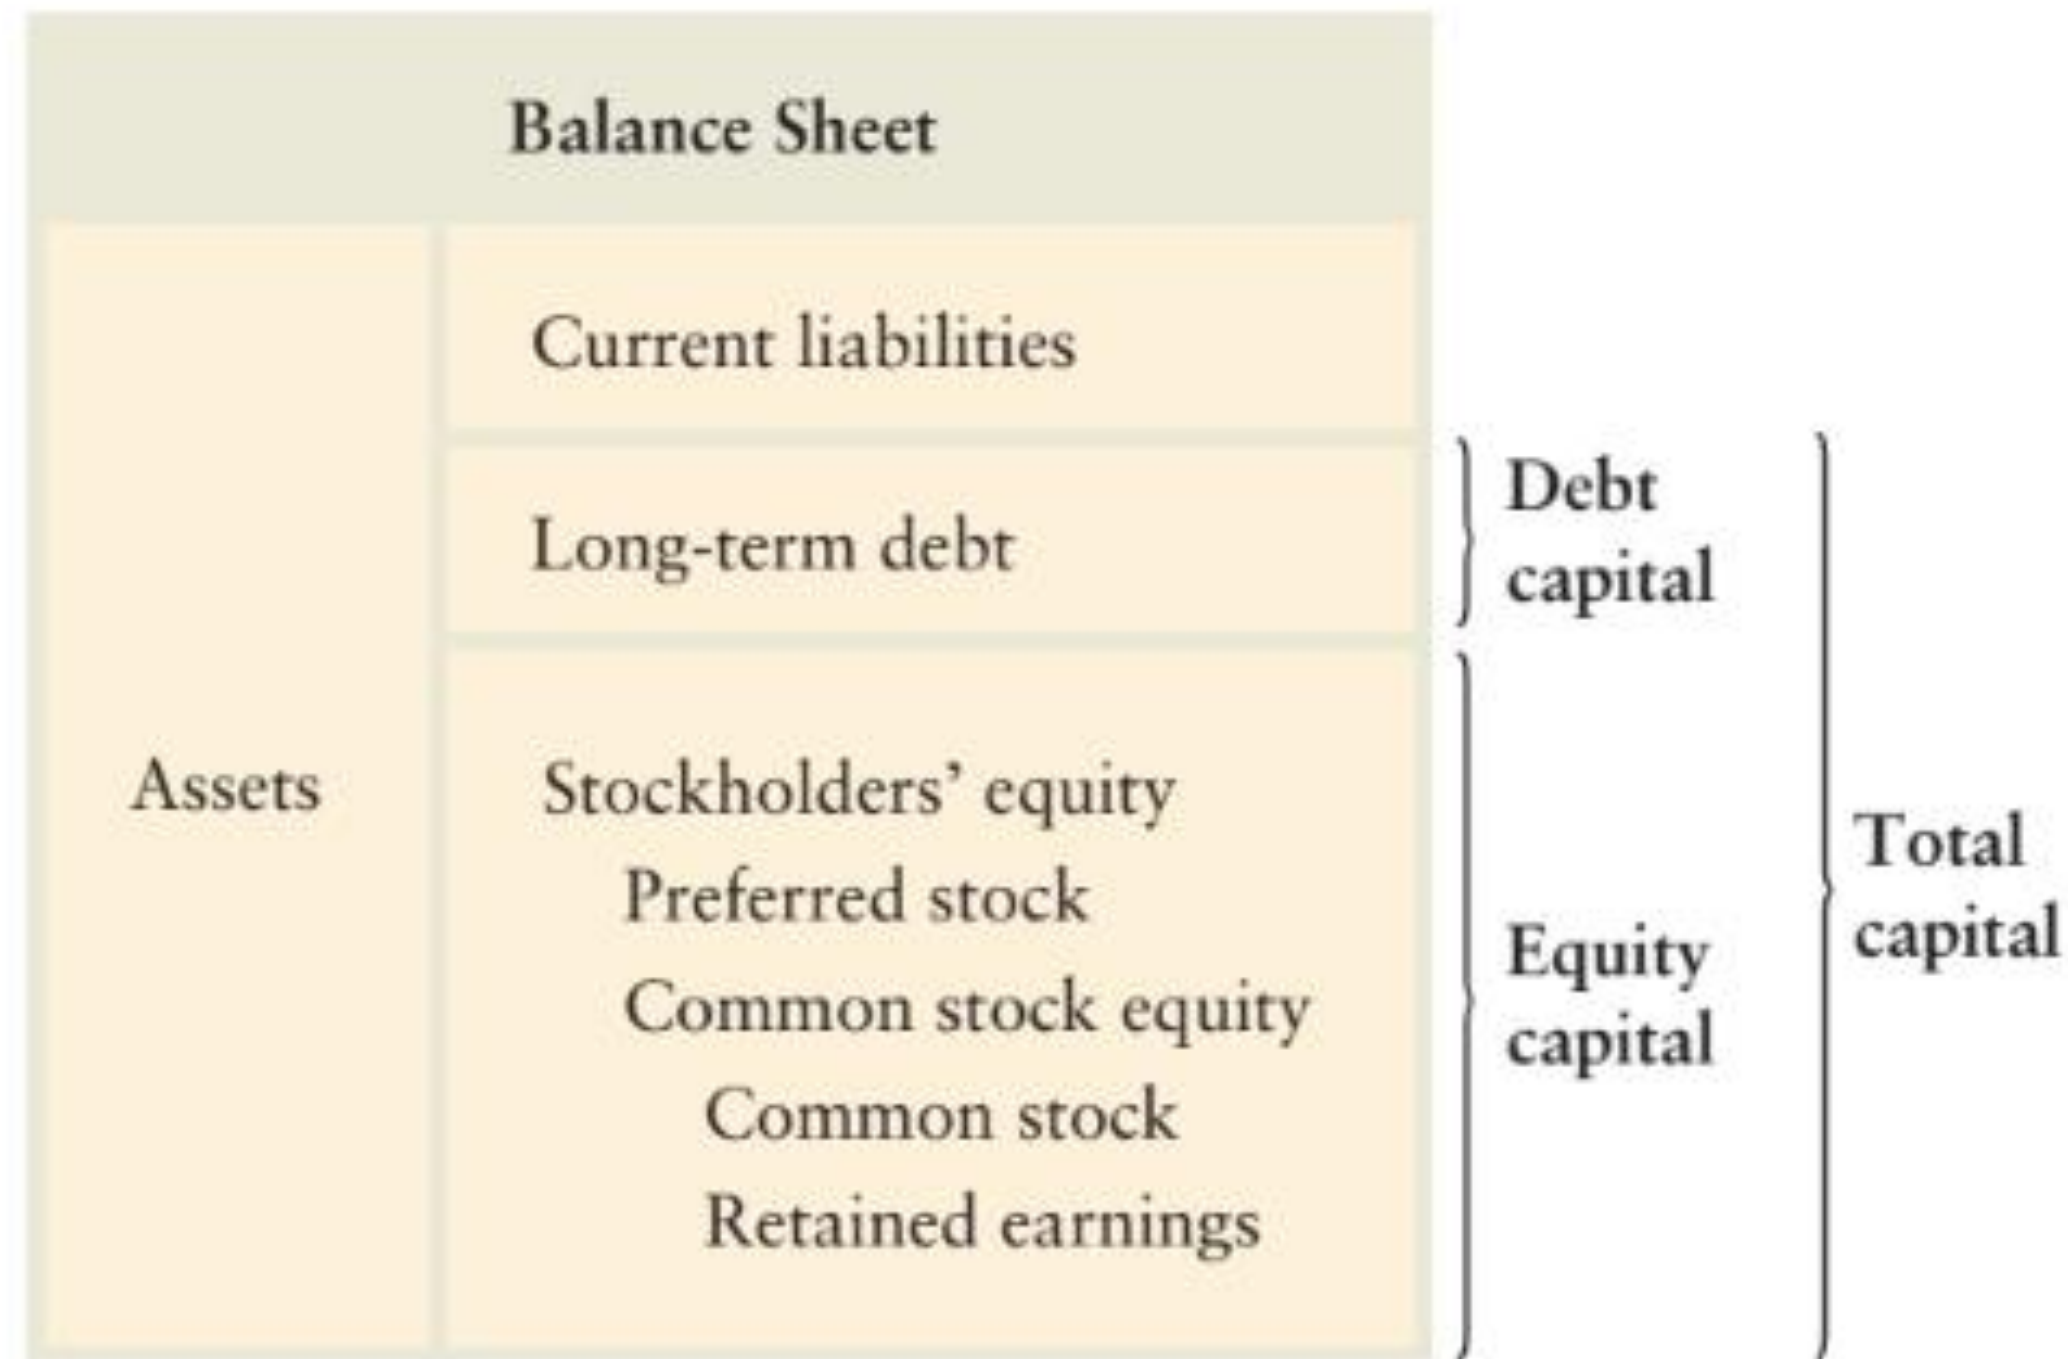 Balance Sheet
Assets
Current liabilities
Long-term debt
Stockholders’ equity
Preferred stock
Common stock equity
Common stock
Retained earnings
Debt
capital
Equity
capital
Total
capital